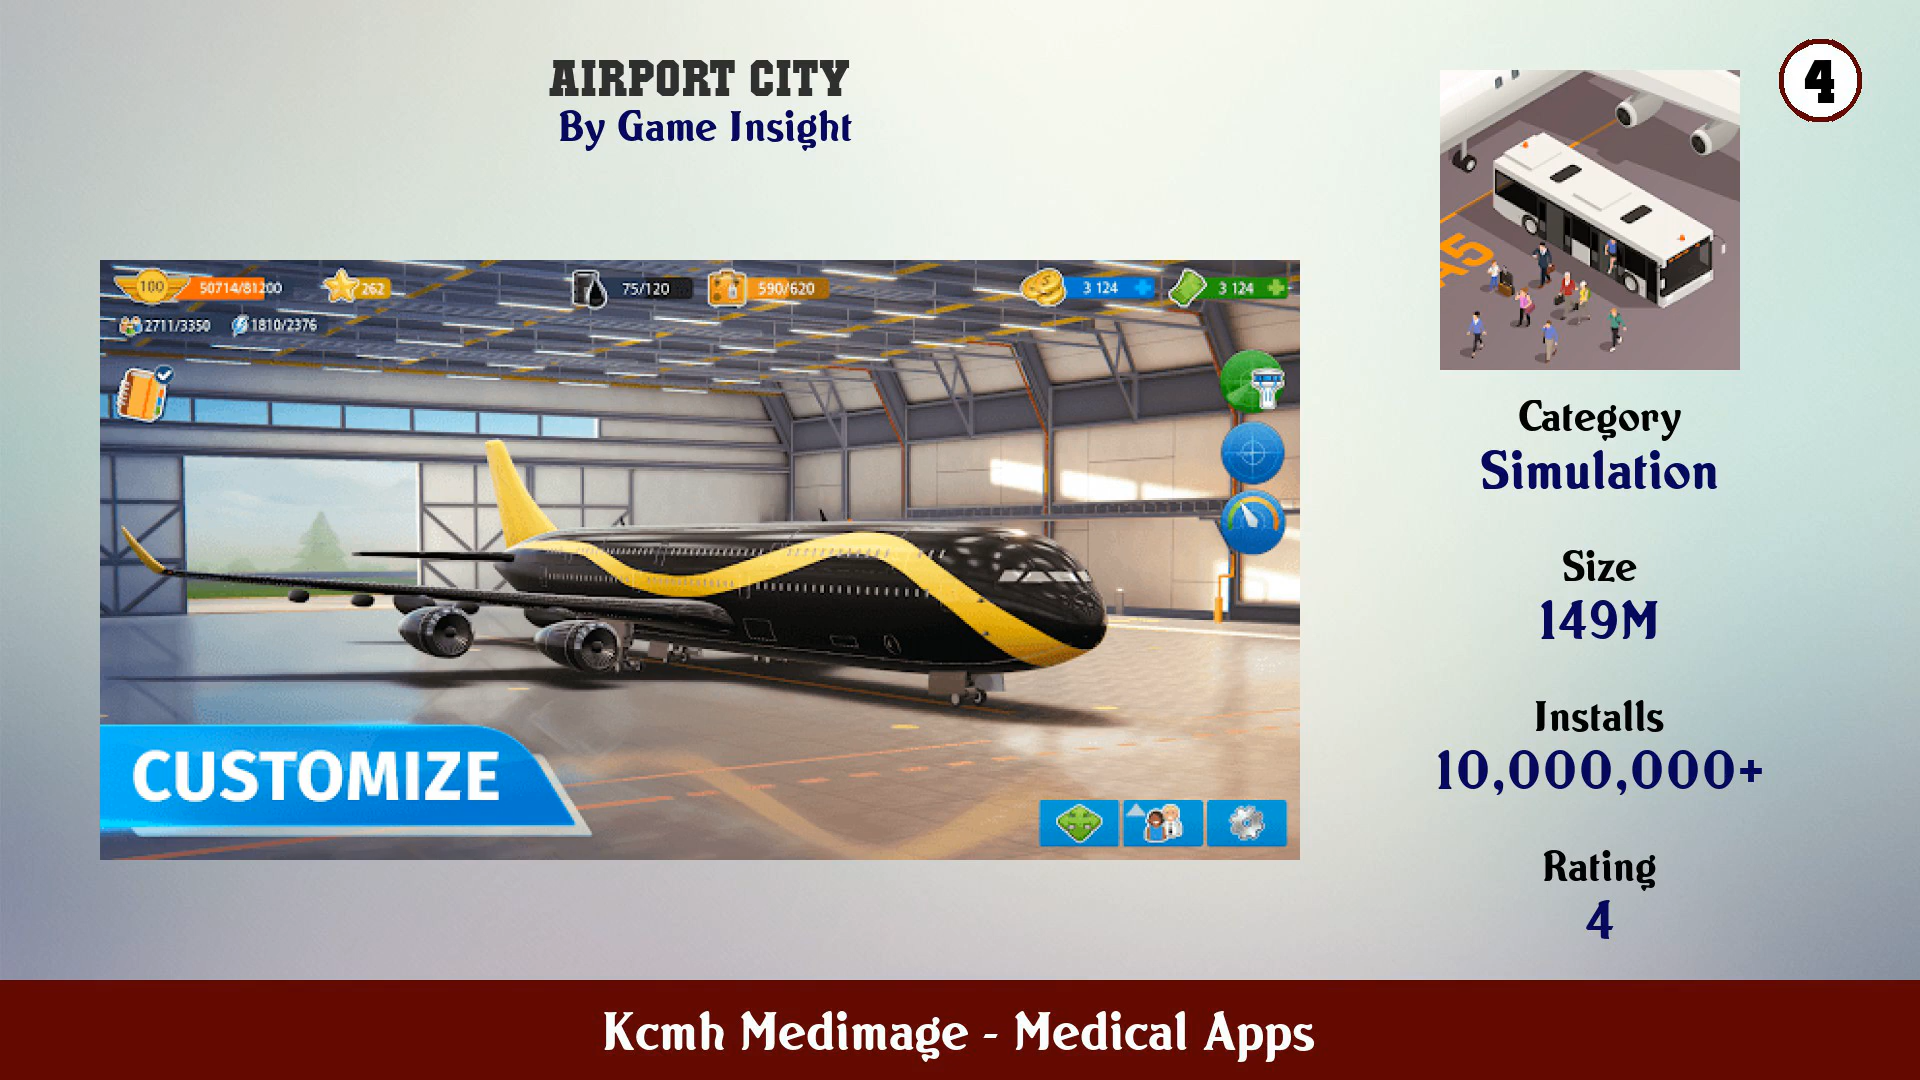 AIRPORT CITY
By Game Insight
4
A5
100
50714/81200
262
75/120
590/620
3 124
3 124
2711/3350
1810/2376
CUSTOMIZE
Category
Simulation
Size
149M
Installs
10,000,000+
Rating
4
Kcmh Medimage - Medical Apps